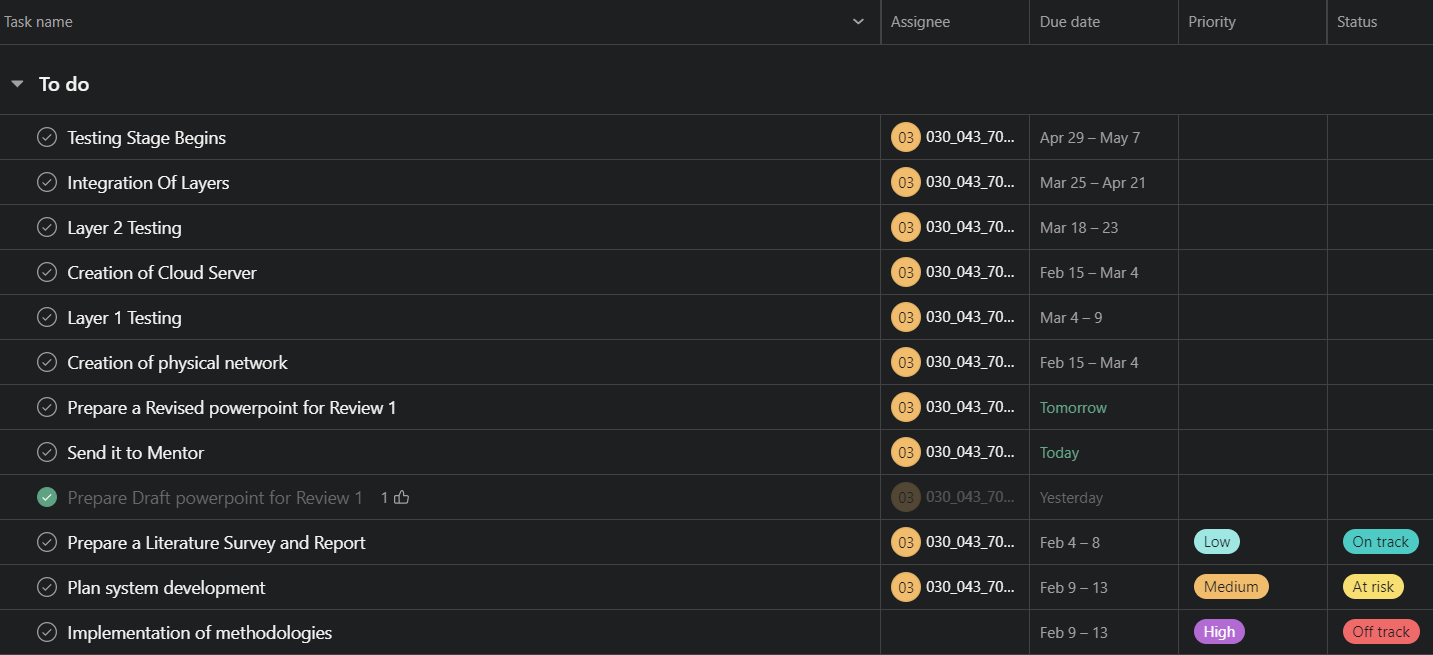 Task name Assignee Due date Priority Status
To do
Testing Stage Begins 03 030_043_70... Apr 29 – May 7
Integration Of Layers 03 030_043_70... Mar 25 – Apr 21
Layer 2 Testing 03 030_043_70... Mar 18 – 23
Creation of Cloud Server 03 030_043_70... Feb 15 – Mar 4
Layer 1 Testing 03 030_043_70... Mar 4 – 9
Creation of physical network 03 030_043_70... Feb 15 – Mar 4
Prepare a Revised powerpoint for Review 1 03 030_043_70... Tomorrow
Send it to Mentor 03 030_043_70... Today
Prepare Draft powerpoint for Review 1 1 03 030_043_70... Yesterday
Prepare a Literature Survey and Report 03 030_043_70... Feb 4 – 8 Low On track
Plan system development 03 030_043_70... Feb 9 – 13 Medium At risk
Implementation of methodologies Feb 9 – 13 High Off track